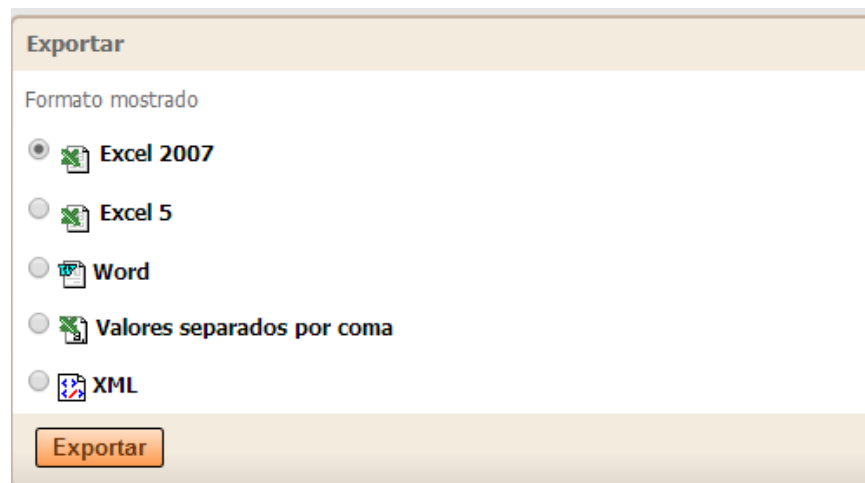 Exportar
Formato mostrado
Excel 2007
Excel 5
Word
Valores separados por coma
XML
Exportar